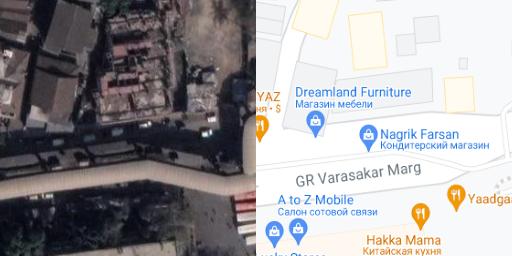 Dreamland Furniture
Магазин мебели
YAZ
ня • $
Nagrik Farsan
Кондитерский магазин
GR Varasakar Marg
A to Z Mobile
Салон сотовой связи
Yaadga
Hakka Mama
Китайская кухня